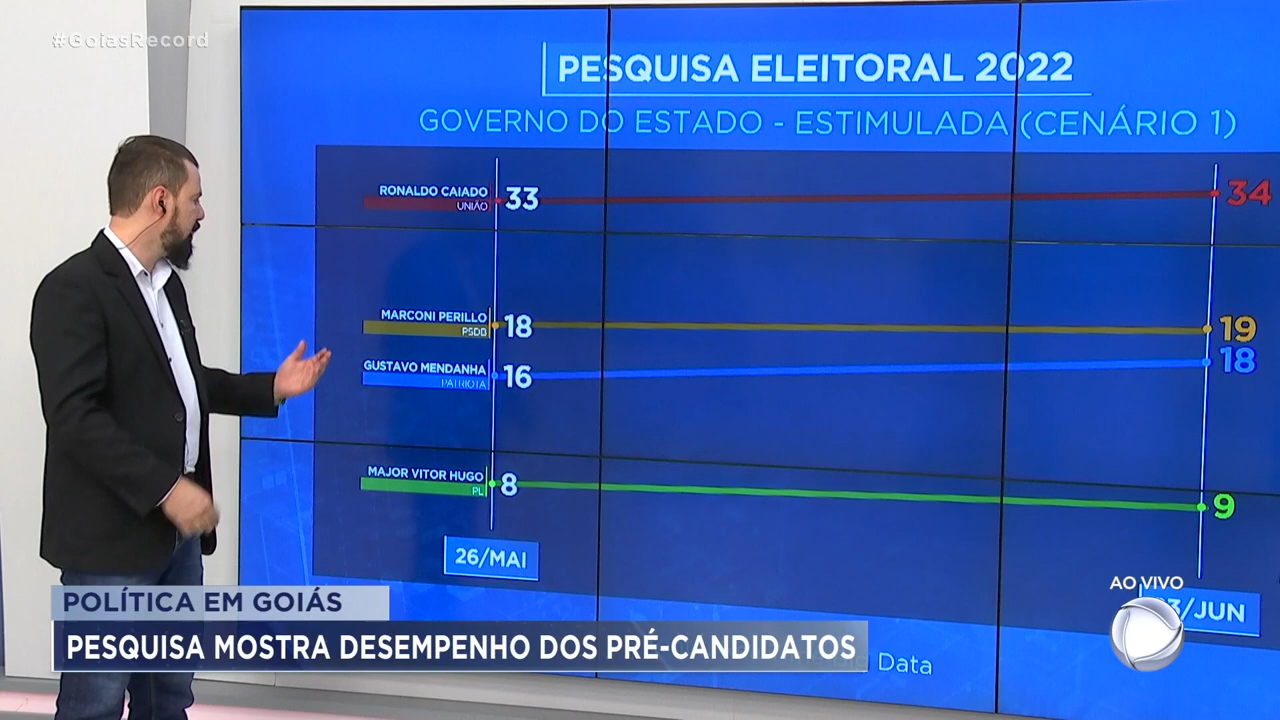 #GoiasRecord
PESQUISA ELEITORAL 2022
GOVERNO DO ESTADO - ESTIMULADA (CENÁRIO 1)
RONALDO CAIADO 33 34
UNIÃO
MARCONI PERILLO 18 19
PSDB
GUSTAVO MENDANHA 16 18
PATRIOTA
MAJOR VITOR HUGO 8 9
PL
26/MAI
AO VIVO
/JUN
POLÍTICA EM GOIÁS
PESQUISA MOSTRA DESEMPENHO DOS PRÉ-CANDIDATOS
Data